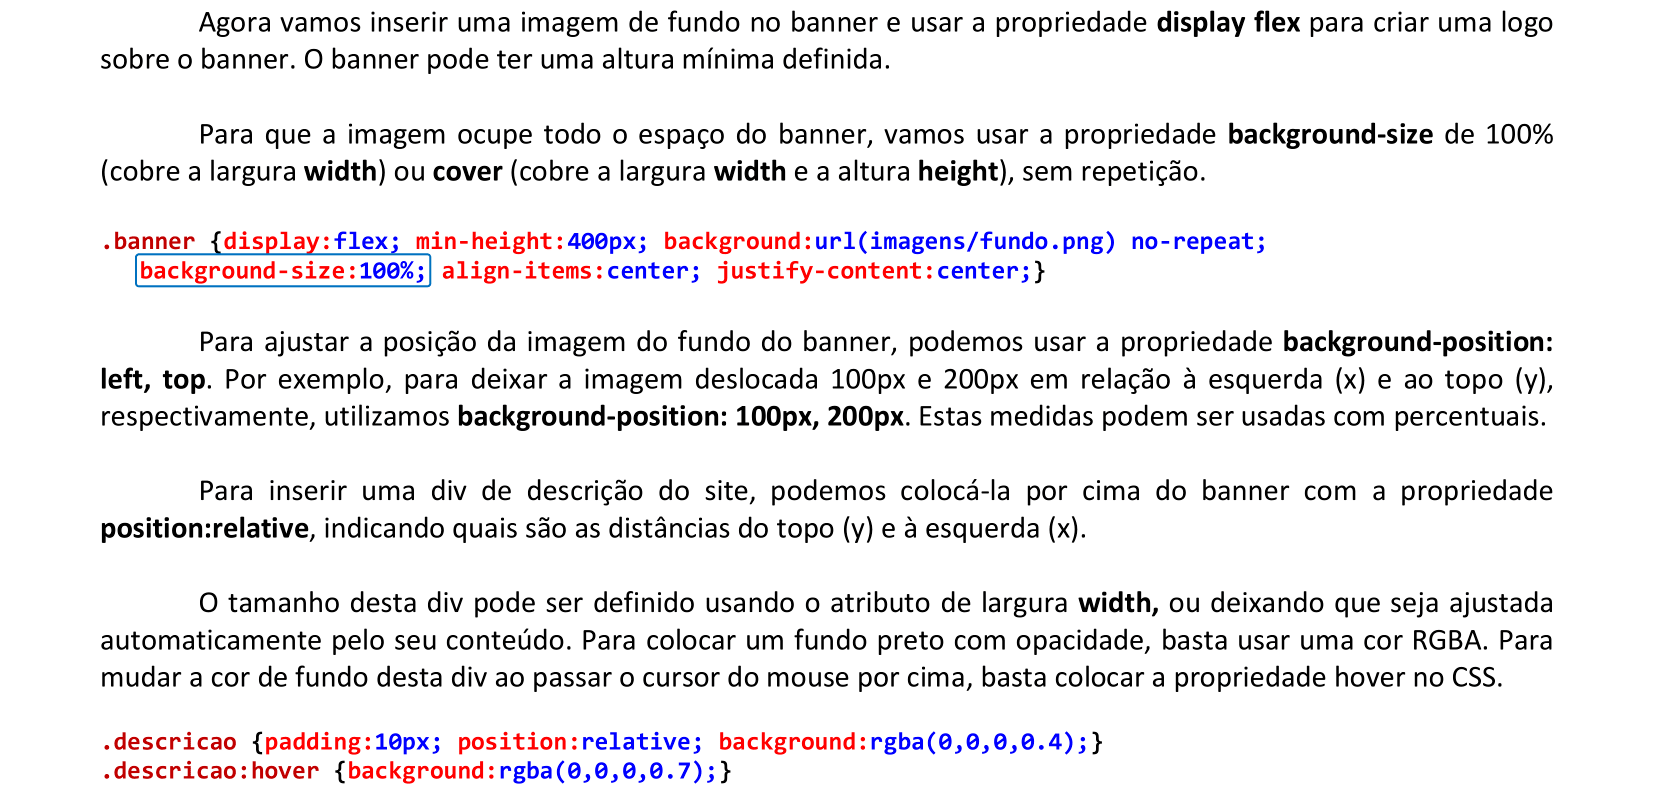 Agora vamos inserir uma imagem de fundo no banner e usar a propriedade display flex para criar uma logo
sobre o banner. O banner pode ter uma altura mínima definida.
Para que a imagem ocupe todo o espaço do banner, vamos usar a propriedade background-size de 100%
(cobre a largura width) ou cover (cobre a largura width e a altura height), sem repetição.
.banner {display:flex; min-height:400px; background:url(imagens/fundo.png) no-repeat;
background-size:100%; align-items:center; justify-content:center;}
Para ajustar a posição da imagem do fundo do banner, podemos usar a propriedade background-position:
left, top. Por exemplo, para deixar a imagem deslocada 100px e 200px em relação à esquerda (x) e ao topo (y),
respectivamente, utilizamos background-position: 100px, 200px. Estas medidas podem ser usadas com percentuais.
Para inserir uma div de descrição do site, podemos colocá-la por cima do banner com a propriedade
position:relative, indicando quais são as distâncias do topo (y) e à esquerda (x).
O tamanho desta div pode ser definido usando o atributo de largura width, ou deixando que seja ajustada
automaticamente pelo seu conteúdo. Para colocar um fundo preto com opacidade, basta usar uma cor RGBA. Para
mudar a cor de fundo desta div ao passar o cursor do mouse por cima, basta colocar a propriedade hover no CSS.
.descricao {padding:10px; position:relative; background:rgba(0,0,0,0.4);}
.descricao:hover {background:rgba(0,0,0,0.7);}